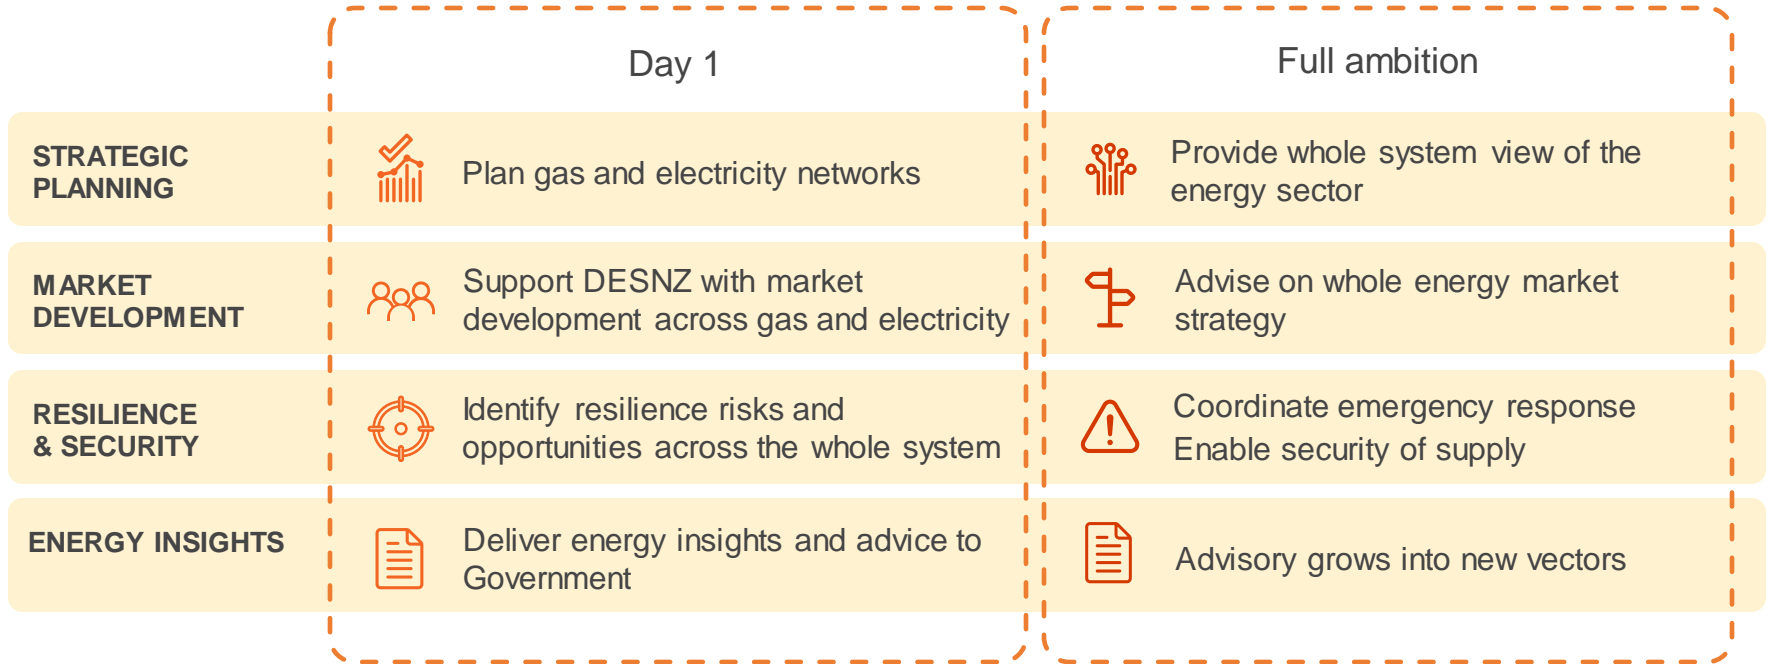 Day 1
Full ambition
STRATEGIC
PLANNING
Plan gas and electricity networks
Provide whole system view of the
energy sector
MARKET
DEVELOPMENT
Support DESNZ with market
development across gas and electricity
Advise on whole energy market
strategy
RESILIENCE
& SECURITY
Identify resilience risks and
opportunities across the whole system
Coordinate emergency response
Enable security of supply
ENERGY INSIGHTS
Deliver energy insights and advice to
Government
Advisory grows into new vectors